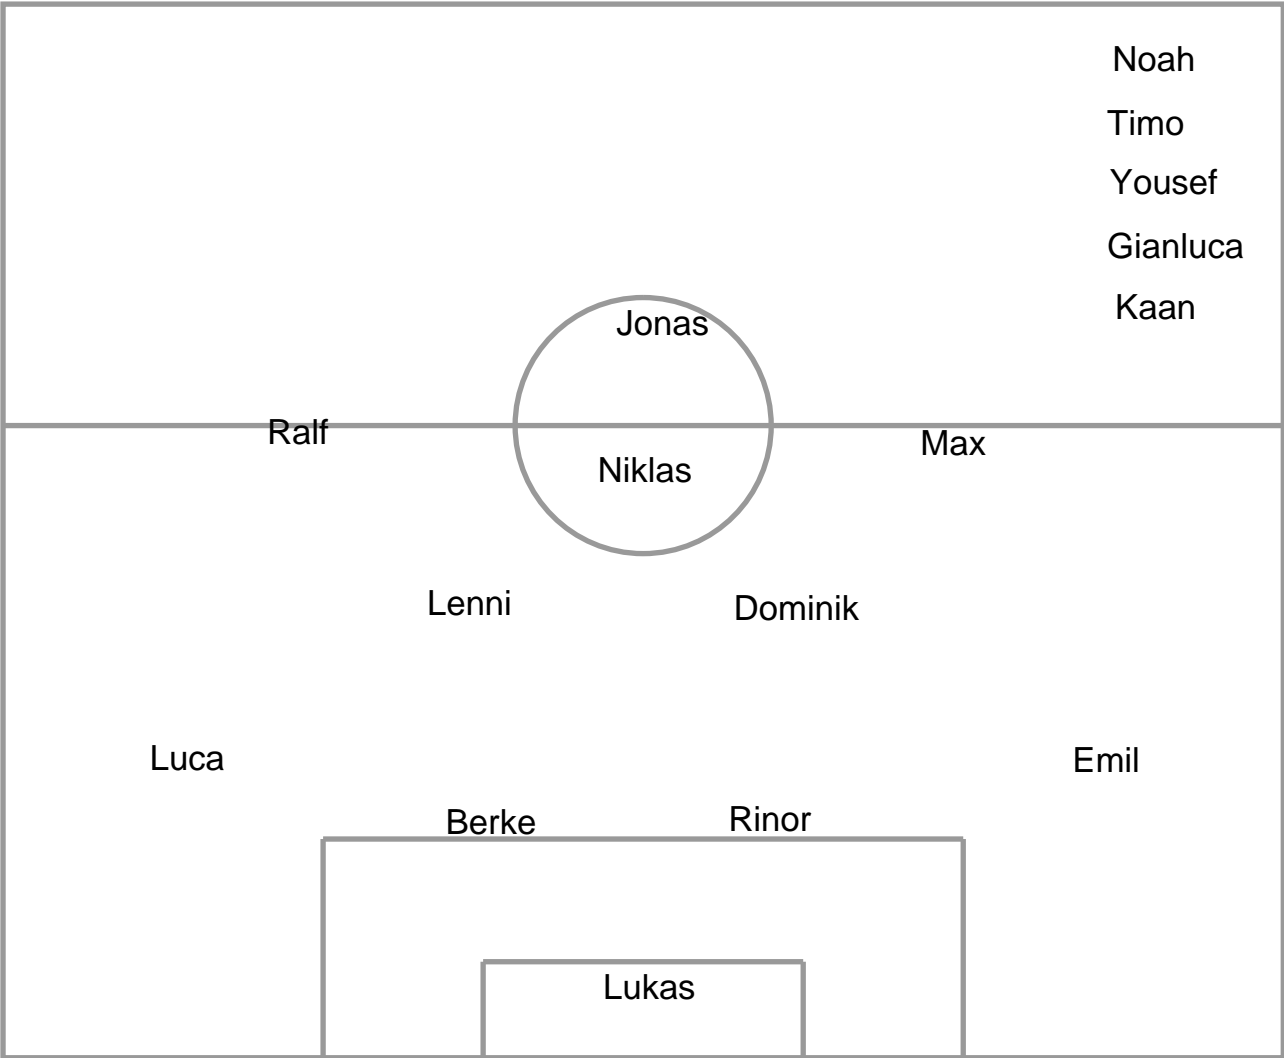 Noah
Timo
Yousef
Gianluca
Kaan
Jonas
Ralf
Max
Niklas
Lenni
Dominik
Luca
Emil
Berke
Rinor
Lukas